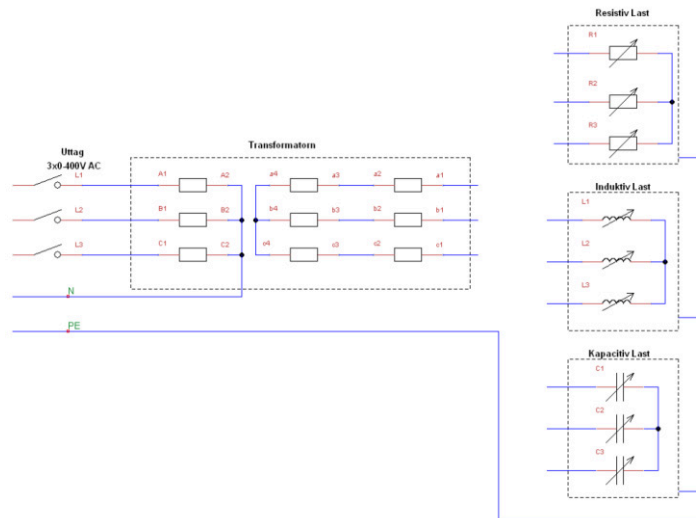 Resistiv Last
R1
R2
R3
Uttag
3x0-400V AC
Transformatorn
L1 A1 A2 a4 a3 a2 a1
L2 B1 B2 b4 b3 b2 b1
L3 C1 C2 c4 c3 c2 c1
N
PE
Induktiv Last
L1
L2
L3
Kapacitiv Last
C1
C2
C3